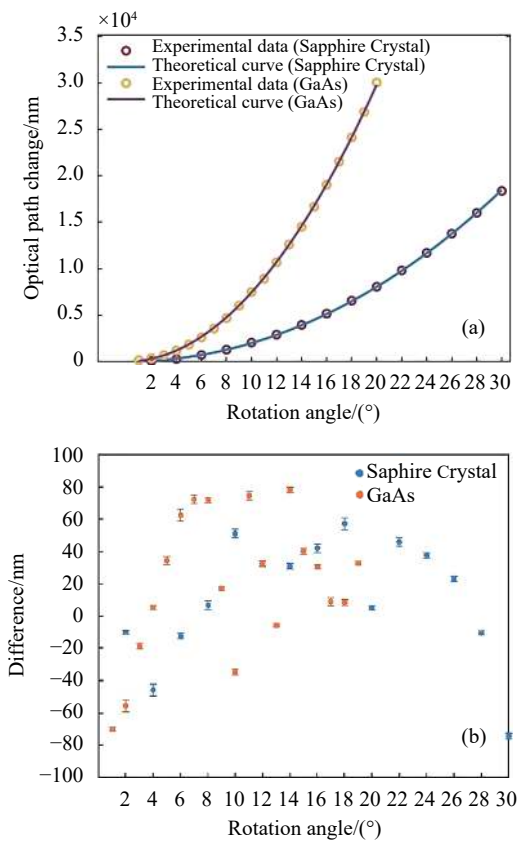 ×10⁴
3.5
Experimental data (Sapphire Crystal)
Theoretical curve (Sapphire Crystal)
Experimental data (GaAs)
Theoretical curve (GaAs)
3.0
2.5
2.0
1.0
0.5
0
Optical path change/nm
(a)
2 4 6 8 10 12 14 16 18 20 22 24 26 28 30
Rotation angle/(°)
100
80
60
40
20
0
−20
−40
−60
−80
−100
Difference/nm
Saphire Crystal
GaAs
(b)
2 4 6 8 10 12 14 16 18 20 22 24 26 28 30
Rotation angle/(°)